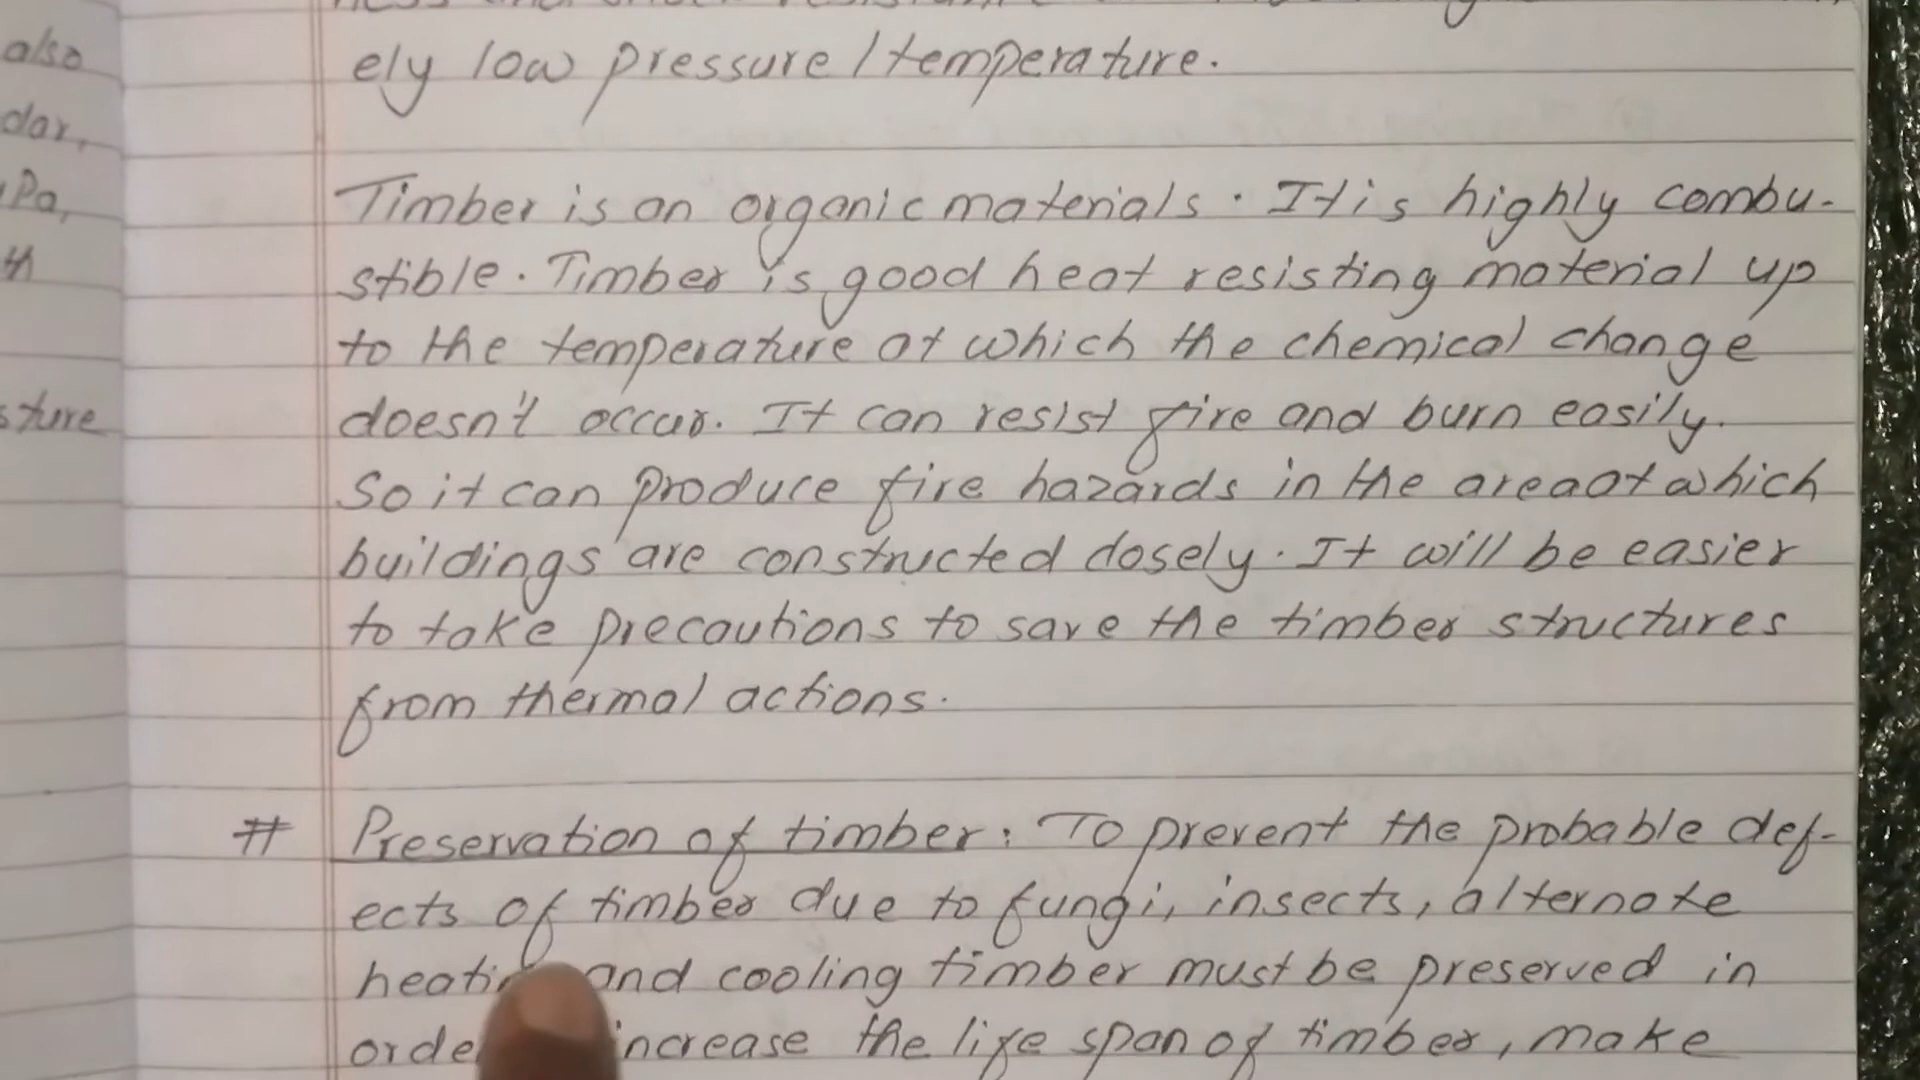 also
dar,
Pa,
th
sture
ely low pressure / temperature.
Timber is an organic materials. It is highly combu-
stible. Timber is good heat resisting material up
to the temperature at which the chemical change
doesn't occur. It can resist fire and burn easily.
So it can produce fire hazards in the area at which
buildings are constructed closely. It will be easier
to take precautions to save the timber structures
from thermal actions.
# Preservation of timber: To prevent the probable def-
ects of timber due to fungi, insects, alternate
and cooling timber must be preserved in
increase the life span of timber, make